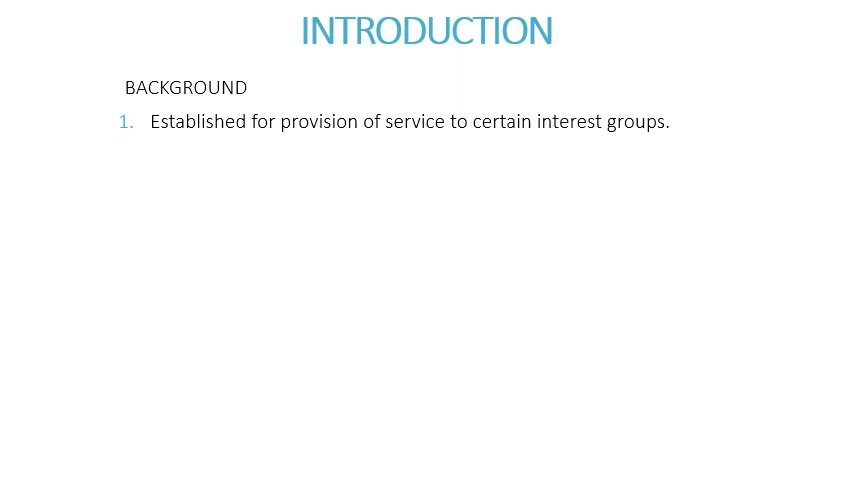 INTRODUCTION
BACKGROUND
1. Established for provision of service to certain interest groups.